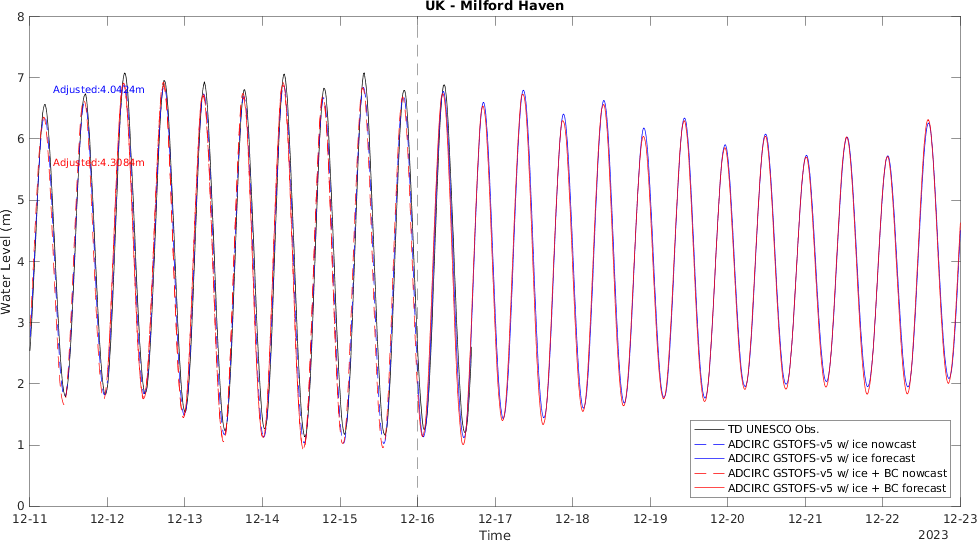 UK - Milford Haven
8
7
6
5
4
3
2
1
0
Water Level (m)
Adjusted:4.0424m
Adjusted:4.3084m
TD UNESCO Obs.
ADCIRC GSTOFS-v5 w/ ice nowcast
ADCIRC GSTOFS-v5 w/ ice forecast
ADCIRC GSTOFS-v5 w/ ice + BC nowcast
ADCIRC GSTOFS-v5 w/ ice + BC forecast
12-11 12-12 12-13 12-14 12-15 12-16 12-17 12-18 12-19 12-20 12-21 12-22 12-23
Time
2023